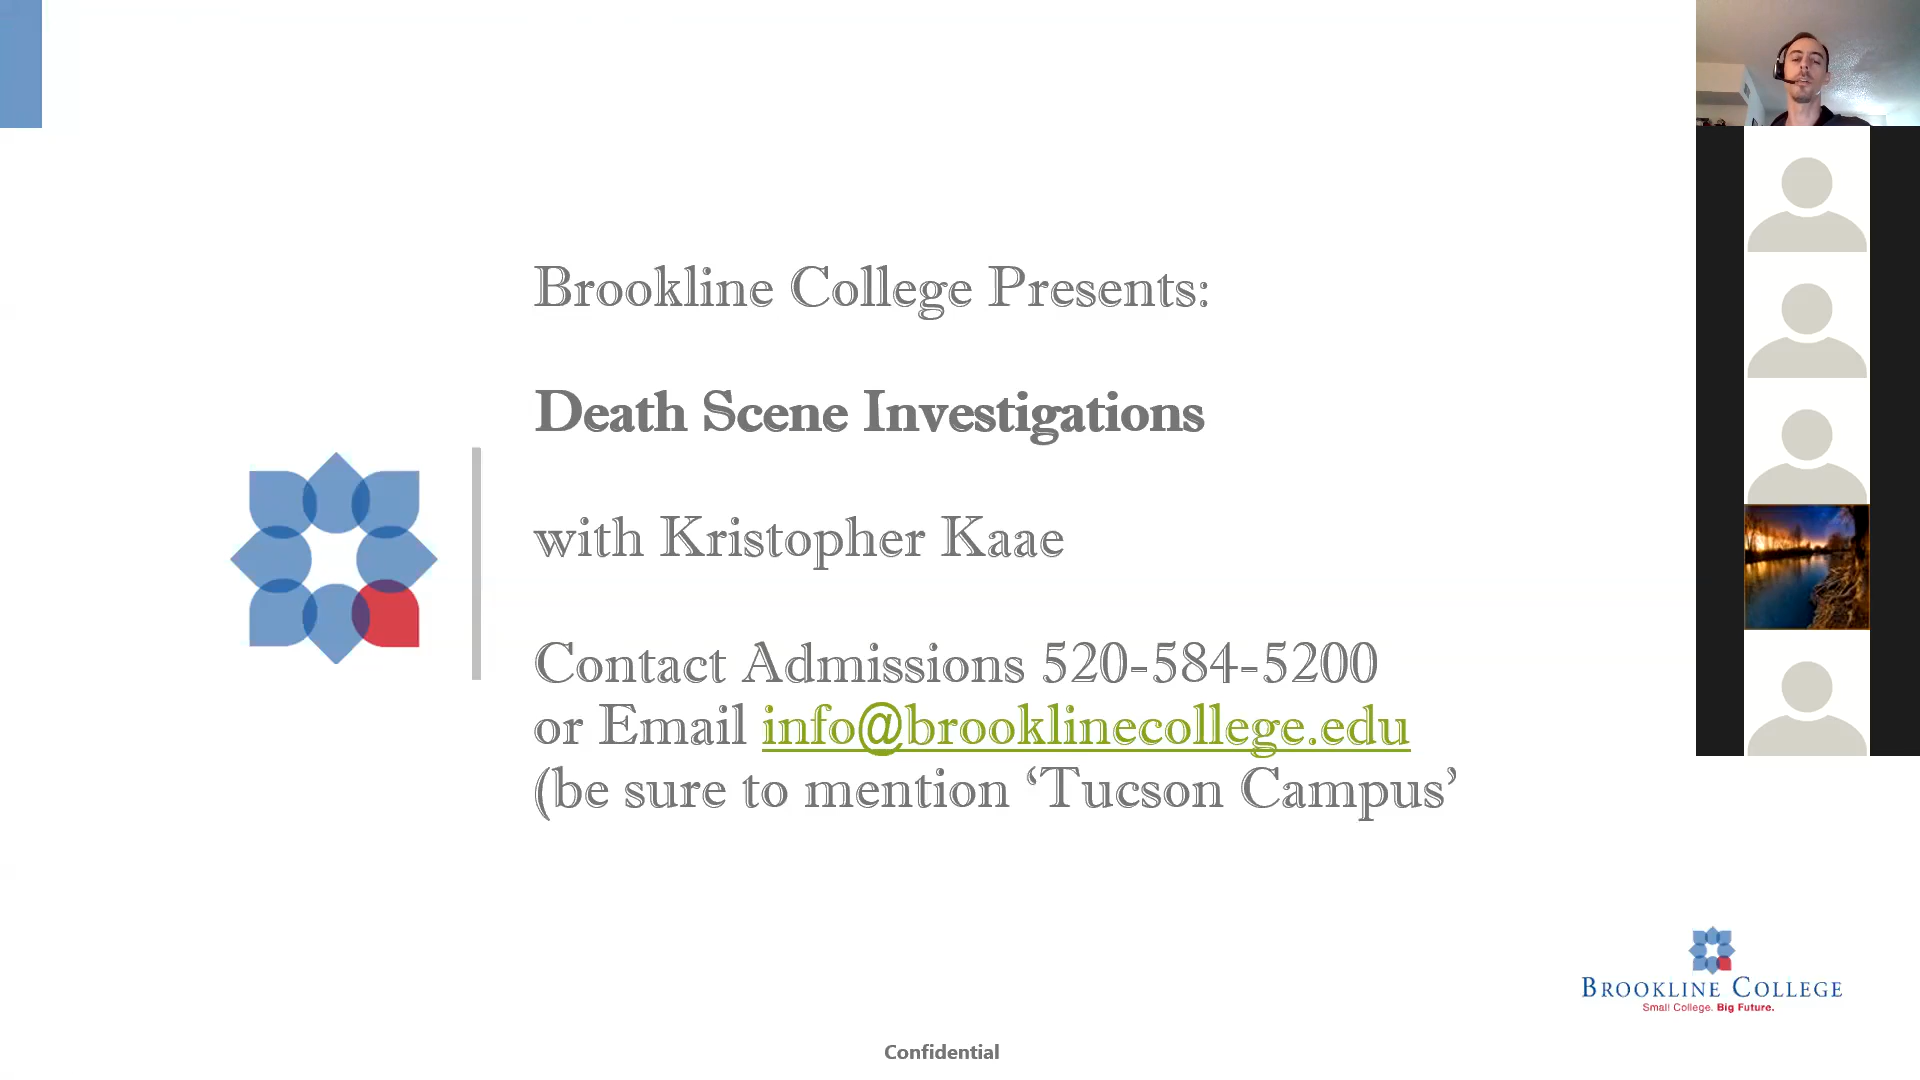 Brookline College Presents:
Death Scene Investigations
with Kristopher Kaae
Contact Admissions 520-584-5200
or Email info@brooklinecollege.edu
(be sure to mention ‘Tucson Campus’
BROOKLINE COLLEGE
Small College. Big Future.
Confidential